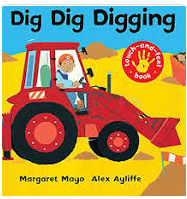 Dig Dig Digging
touch-and-feel
book
Margaret Mayo Alex Ayliffe